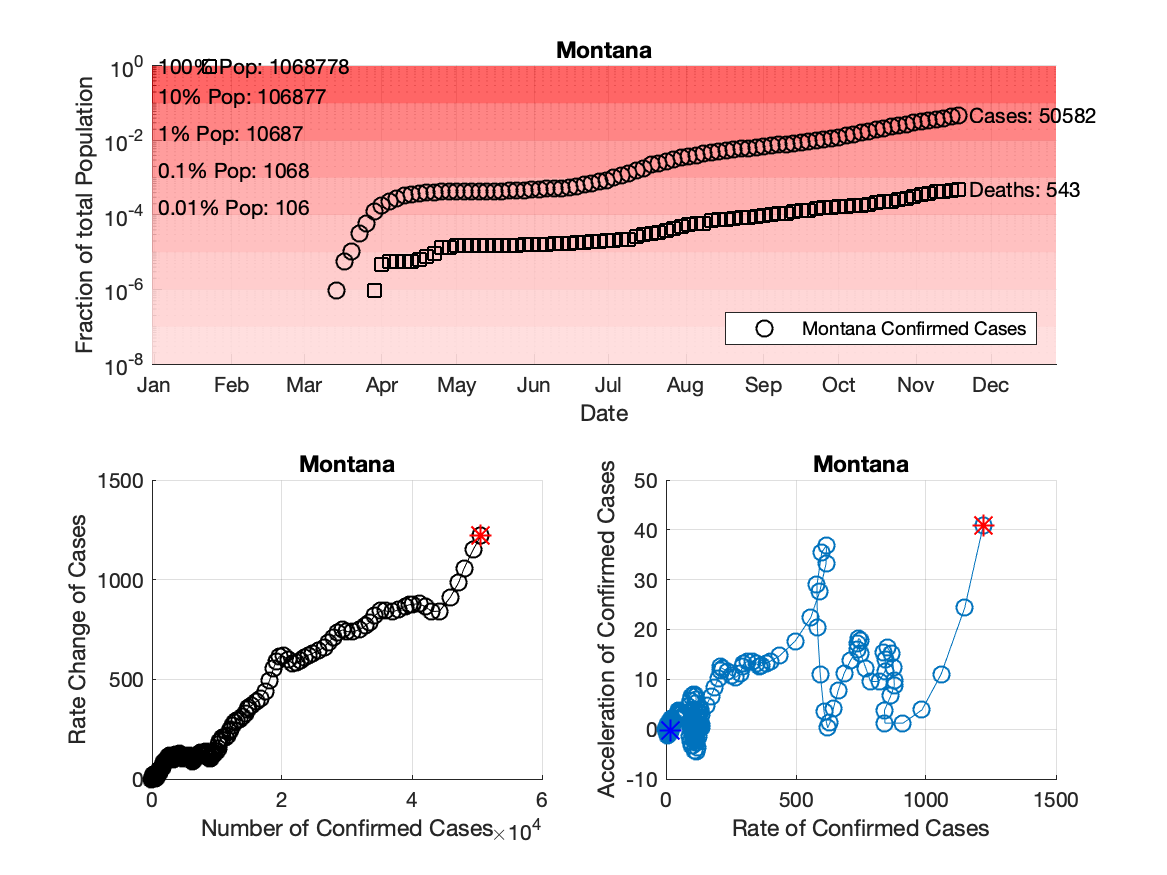 Montana
10^0
10^-2
10^-4
10^-6
10^-8
Fraction of total Population
100% Pop: 1068778
10% Pop: 106877
1% Pop: 10687
0.1% Pop: 1068
0.01% Pop: 106
Cases: 50582
Deaths: 543
Montana Confirmed Cases
Jan Feb Mar Apr May Jun Jul Aug Sep Oct Nov Dec
Date
Montana
1500
1000
500
0
Rate Change of Cases
0 2 4 6
Number of Confirmed Cases ×10^4
Montana
50
40
30
20
10
0
-10
Acceleration of Confirmed Cases
0 500 1000 1500
Rate of Confirmed Cases